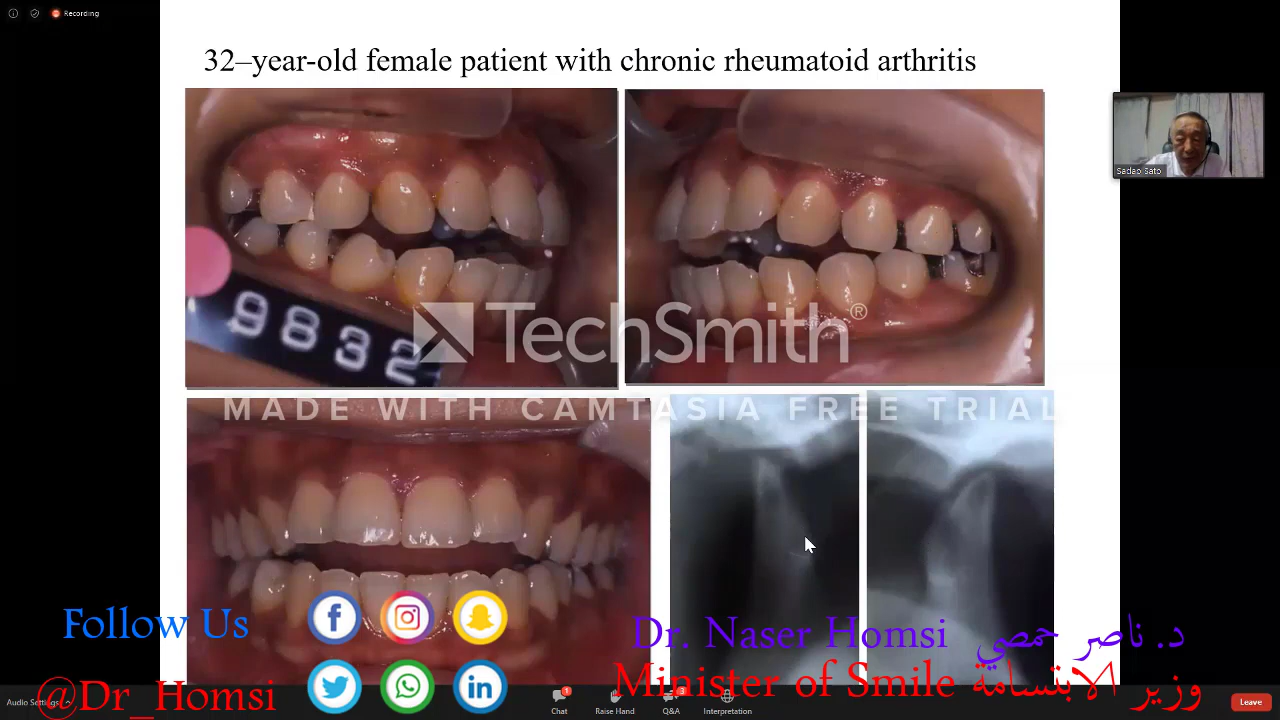 Recording
32–year-old female patient with chronic rheumatoid arthritis
Sadao Sato
9832
TechSmith®
MADE WITH CAMTASIA FREE TRIAL
Follow Us
Dr. Naser Homsi د. ناصر حمصي
@Dr_Homsi
Minister of Smile وزير الابتسامة
Audio Settings
1
Chat
Raise Hand
3
Q&A
Interpretation
Leave